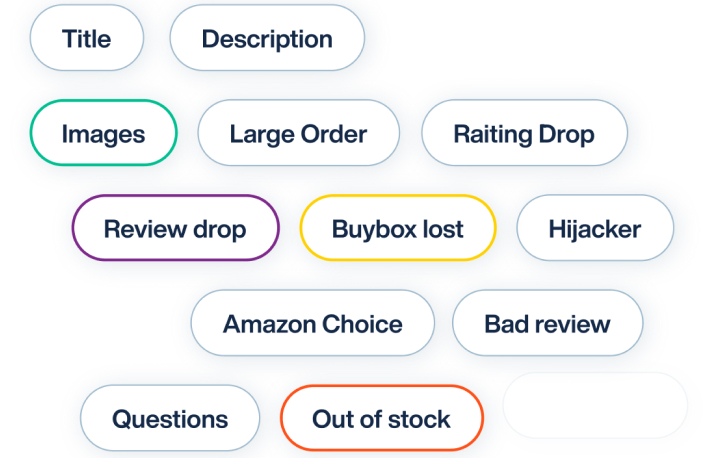 Title Description
Images Large Order Raiting Drop
Review drop Buybox lost Hijacker
Amazon Choice Bad review
Questions Out of stock